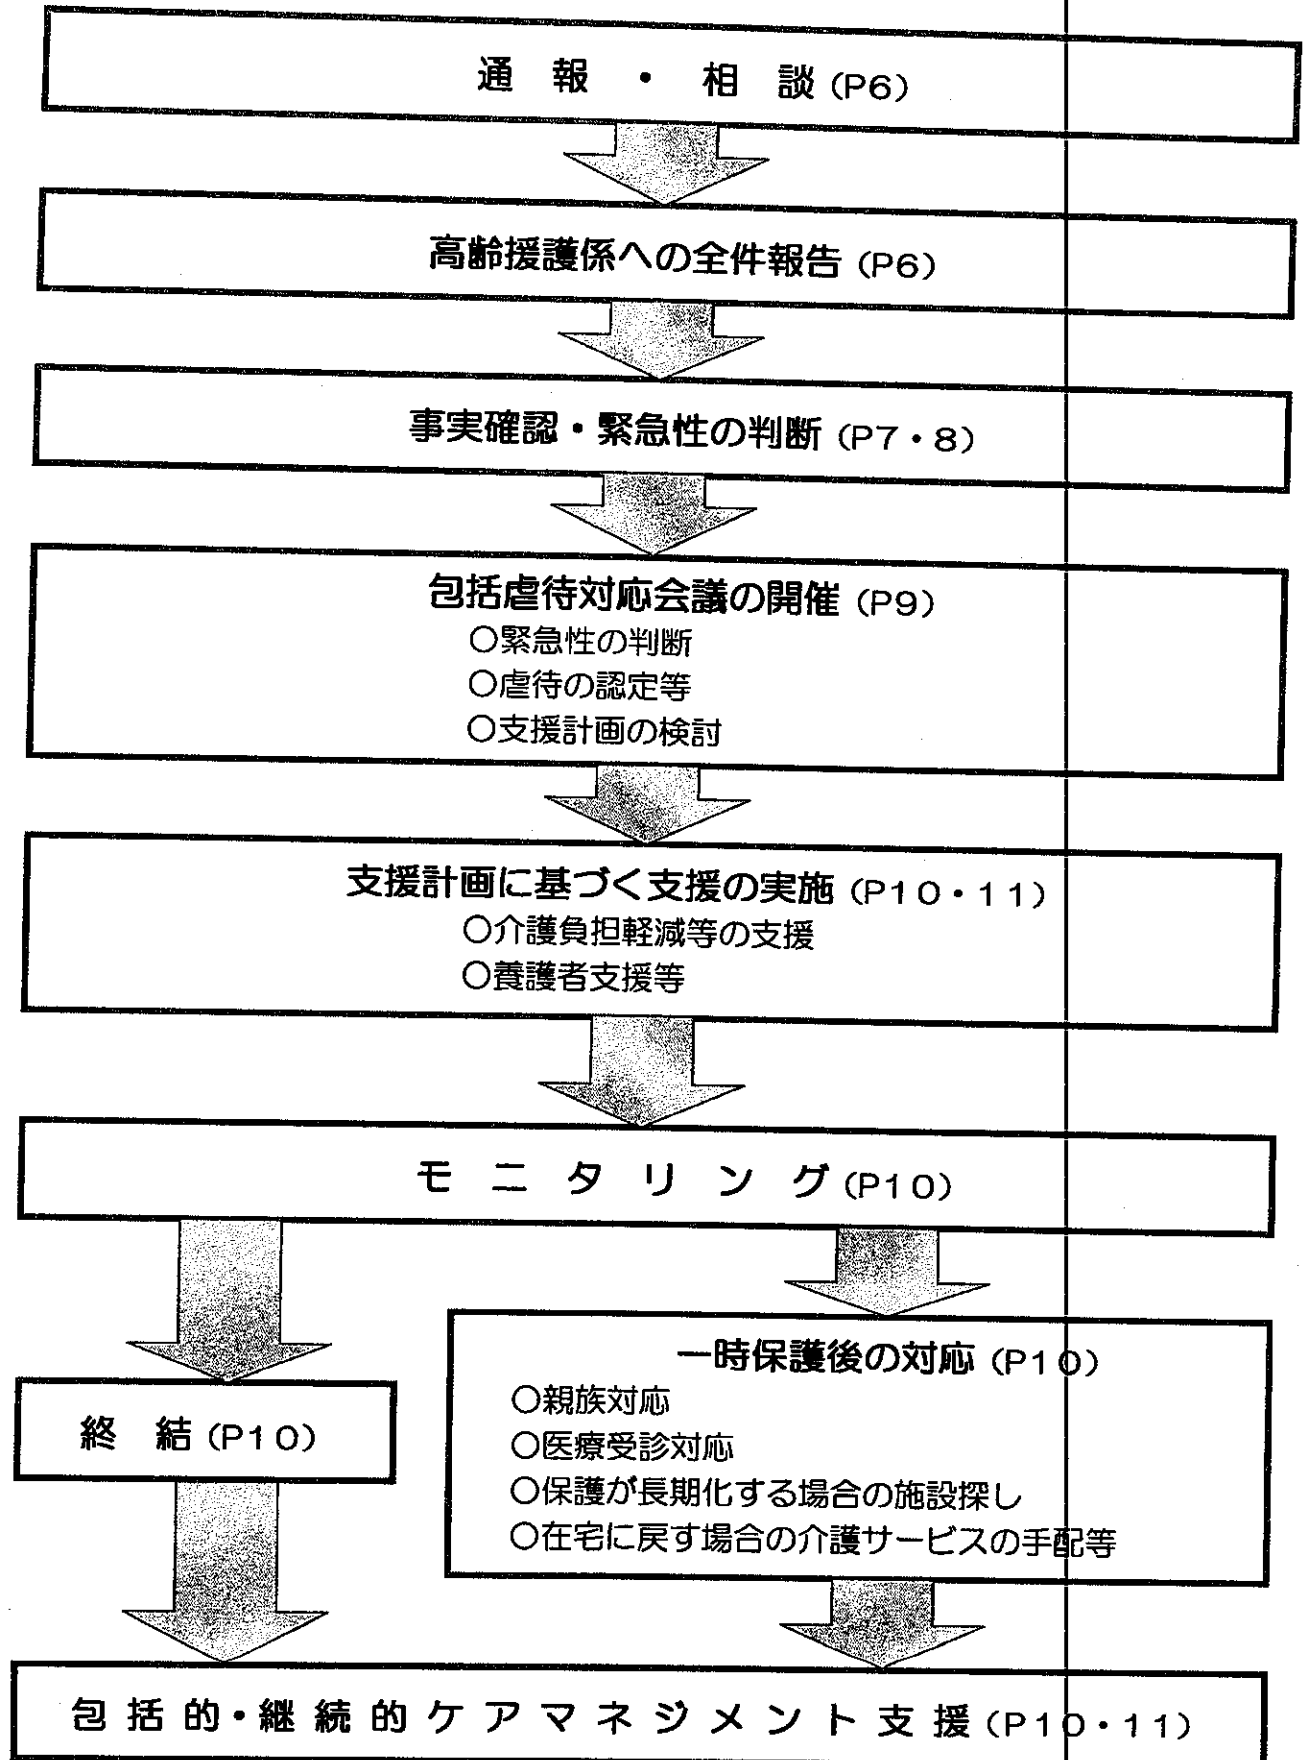 通報・相談(P6)
高齢援護係への全件報告(P6)
事実確認・緊急性の判断(P7・8)
包括虐待対応会議の開催(P9)
○緊急性の判断
○虐待の認定等
○支援計画の検討
支援計画に基づく支援の実施(P10・11)
○介護負担軽減等の支援
○養護者支援等
モニタリング(P10)
一時保護後の対応(P10)
○親族対応
○医療受診対応
○保護が長期化する場合の施設探し
○在宅に戻す場合の介護サービスの手配等
終結(P10)
包括的・継続的ケアマネジメント支援(P10・11)